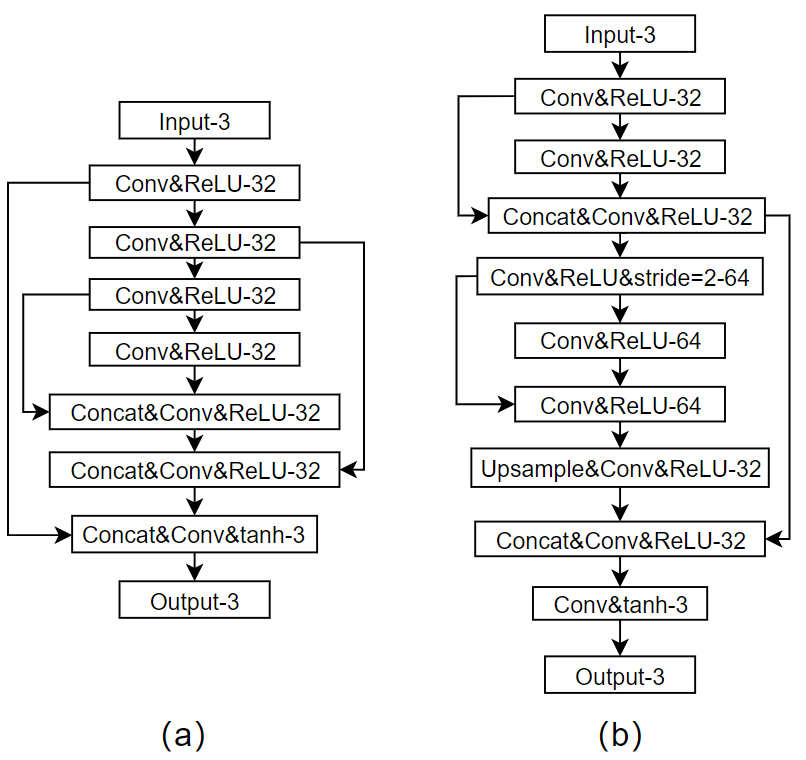 Input-3
Conv&ReLU-32
Conv&ReLU-32
Conv&ReLU-32
Conv&ReLU-32
Concat&Conv&ReLU-32
Concat&Conv&ReLU-32
Concat&Conv&tanh-3
Output-3
(a)
Input-3
Conv&ReLU-32
Conv&ReLU-32
Concat&Conv&ReLU-32
Conv&ReLU&stride=2-64
Conv&ReLU-64
Conv&ReLU-64
Upsample&Conv&ReLU-32
Concat&Conv&ReLU-32
Conv&tanh-3
Output-3
(b)